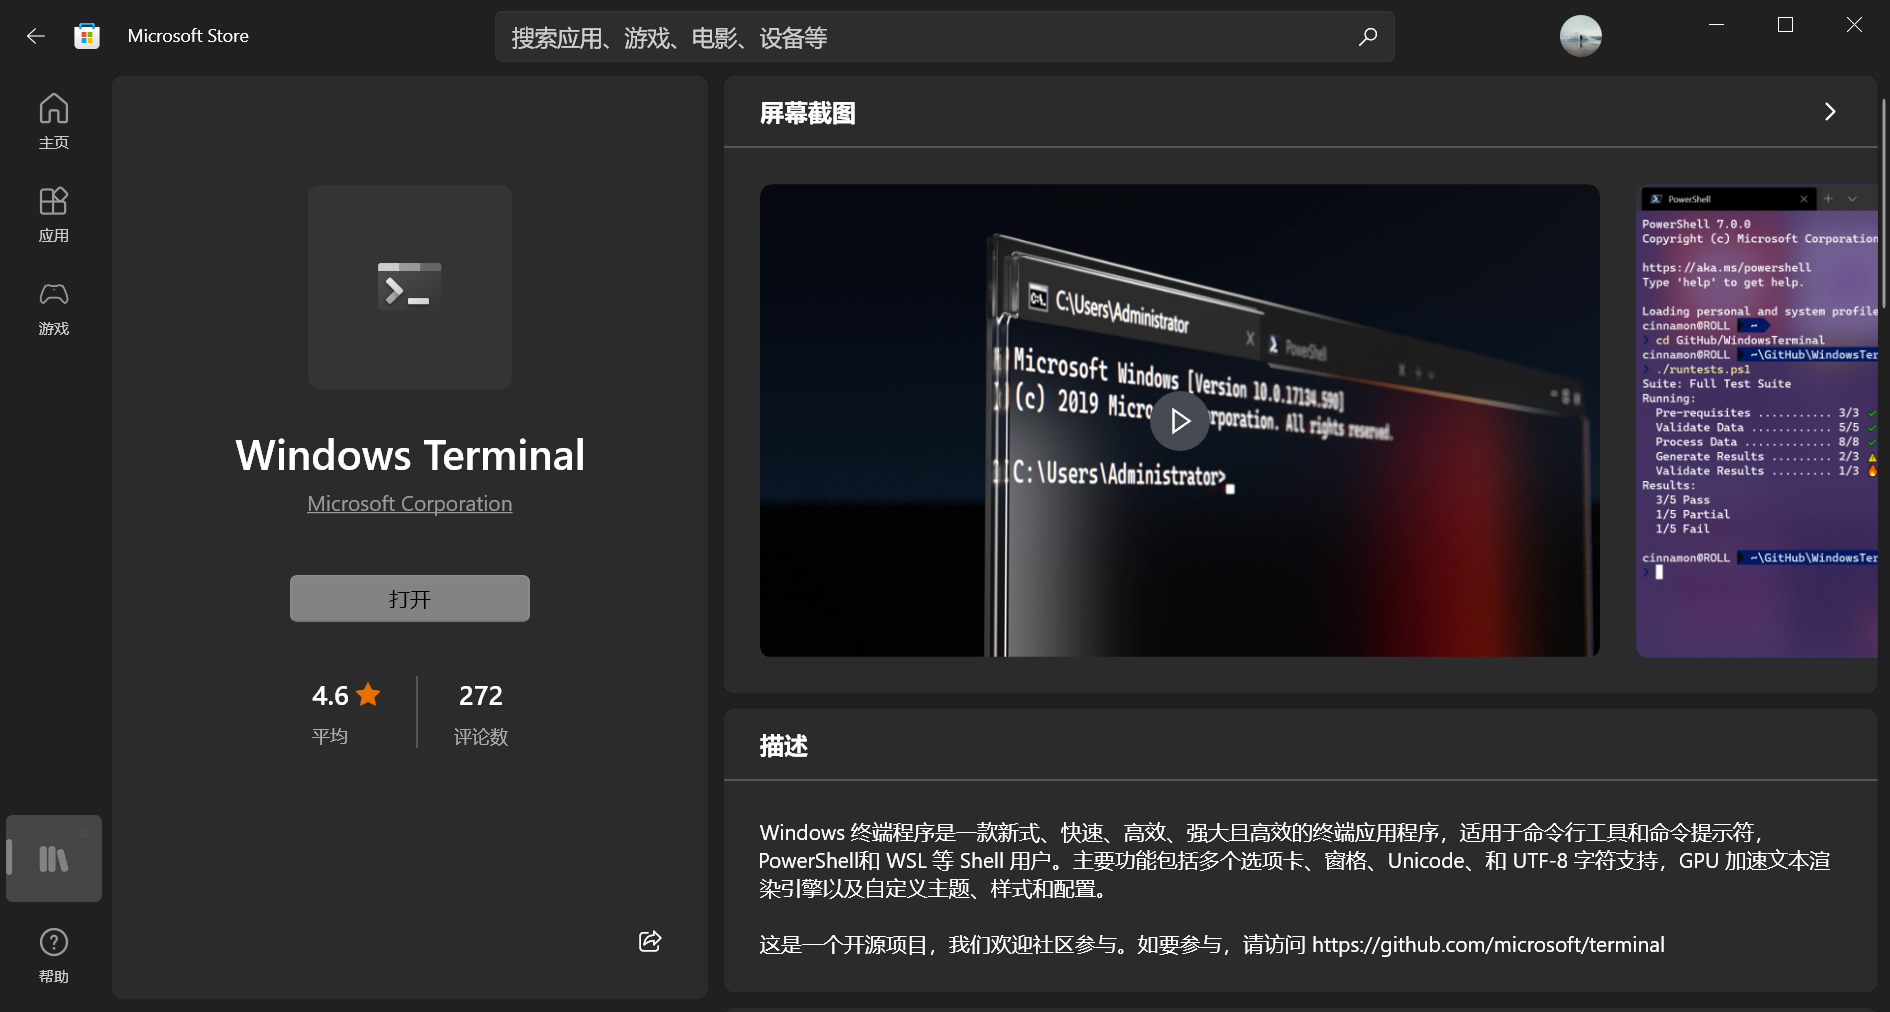 Microsoft Store
搜索应用、游戏、电影、设备等
主页
应用
游戏
帮助
Windows Terminal
Microsoft Corporation
打开
4.6
平均
272
评论数
屏幕截图
C:\Users\Administrator
PowerShell
Microsoft Windows [Version 10.0.17134.590]
(c) 2019 Micro rporation. All rights reserved.
C:\Users\Administrator>
PowerShell
PowerShell 7.0.0
Copyright (c) Microsoft Corporation
https://aka.ms/powershell
Type 'help' to get help.
Loading personal and system profile
cinnamon@ROLL ~
cd GitHub/WindowsTerminal
cinnamon@ROLL ~\GitHub\WindowsTer
./runtests.ps1
Suite: Full Test Suite
Running:
Pre-requisites ........... 3/3
Validate Data ............ 5/5
Process Data ............. 8/8
Generate Results ......... 2/3
Validate Results ......... 1/3
Results:
3/5 Pass
1/5 Partial
1/5 Fail
cinnamon@ROLL ~\GitHub\WindowsTer
描述
Windows 终端程序是一款新式、快速、高效、强大且高效的终端应用程序，适用于命令行工具和命令提示符，
PowerShell和 WSL 等 Shell 用户。主要功能包括多个选项卡、窗格、Unicode、和 UTF-8 字符支持，GPU 加速文本渲
染引擎以及自定义主题、样式和配置。
这是一个开源项目，我们欢迎社区参与。如要参与，请访问 https://github.com/microsoft/terminal